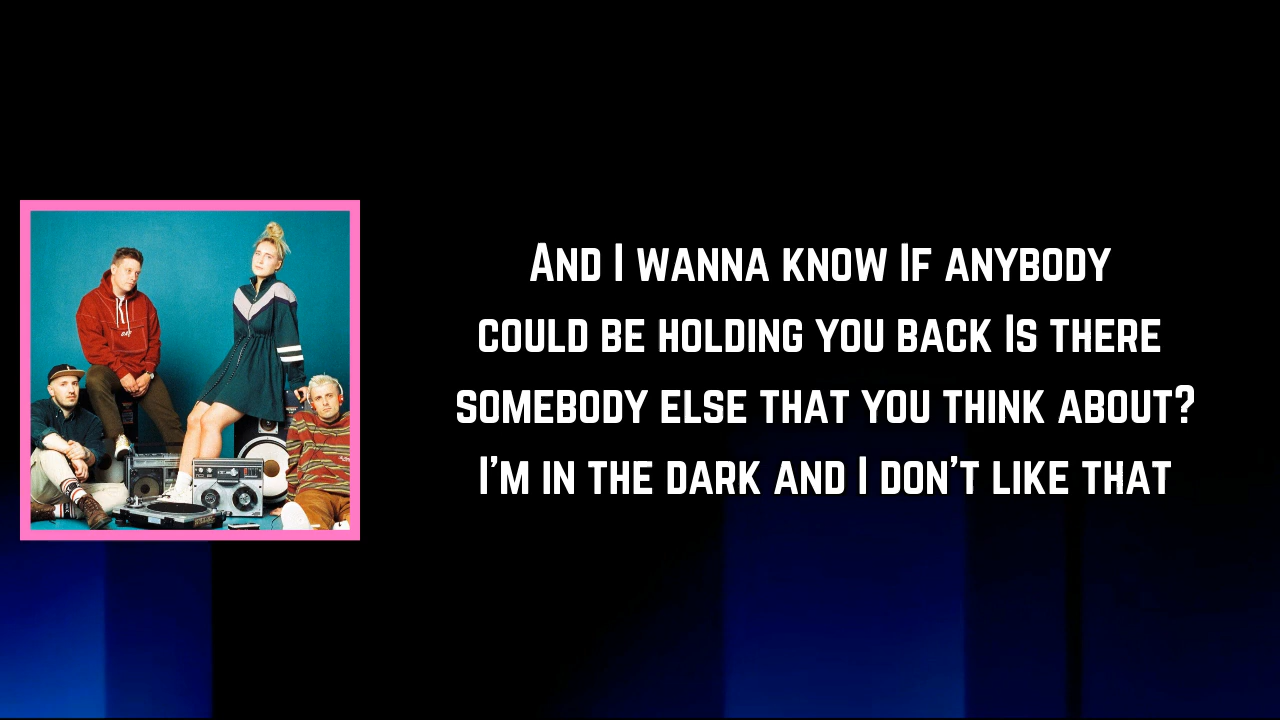 And I wanna know If anybody
could be holding you back Is there
somebody else that you think about?
I'm in the dark and I don't like that